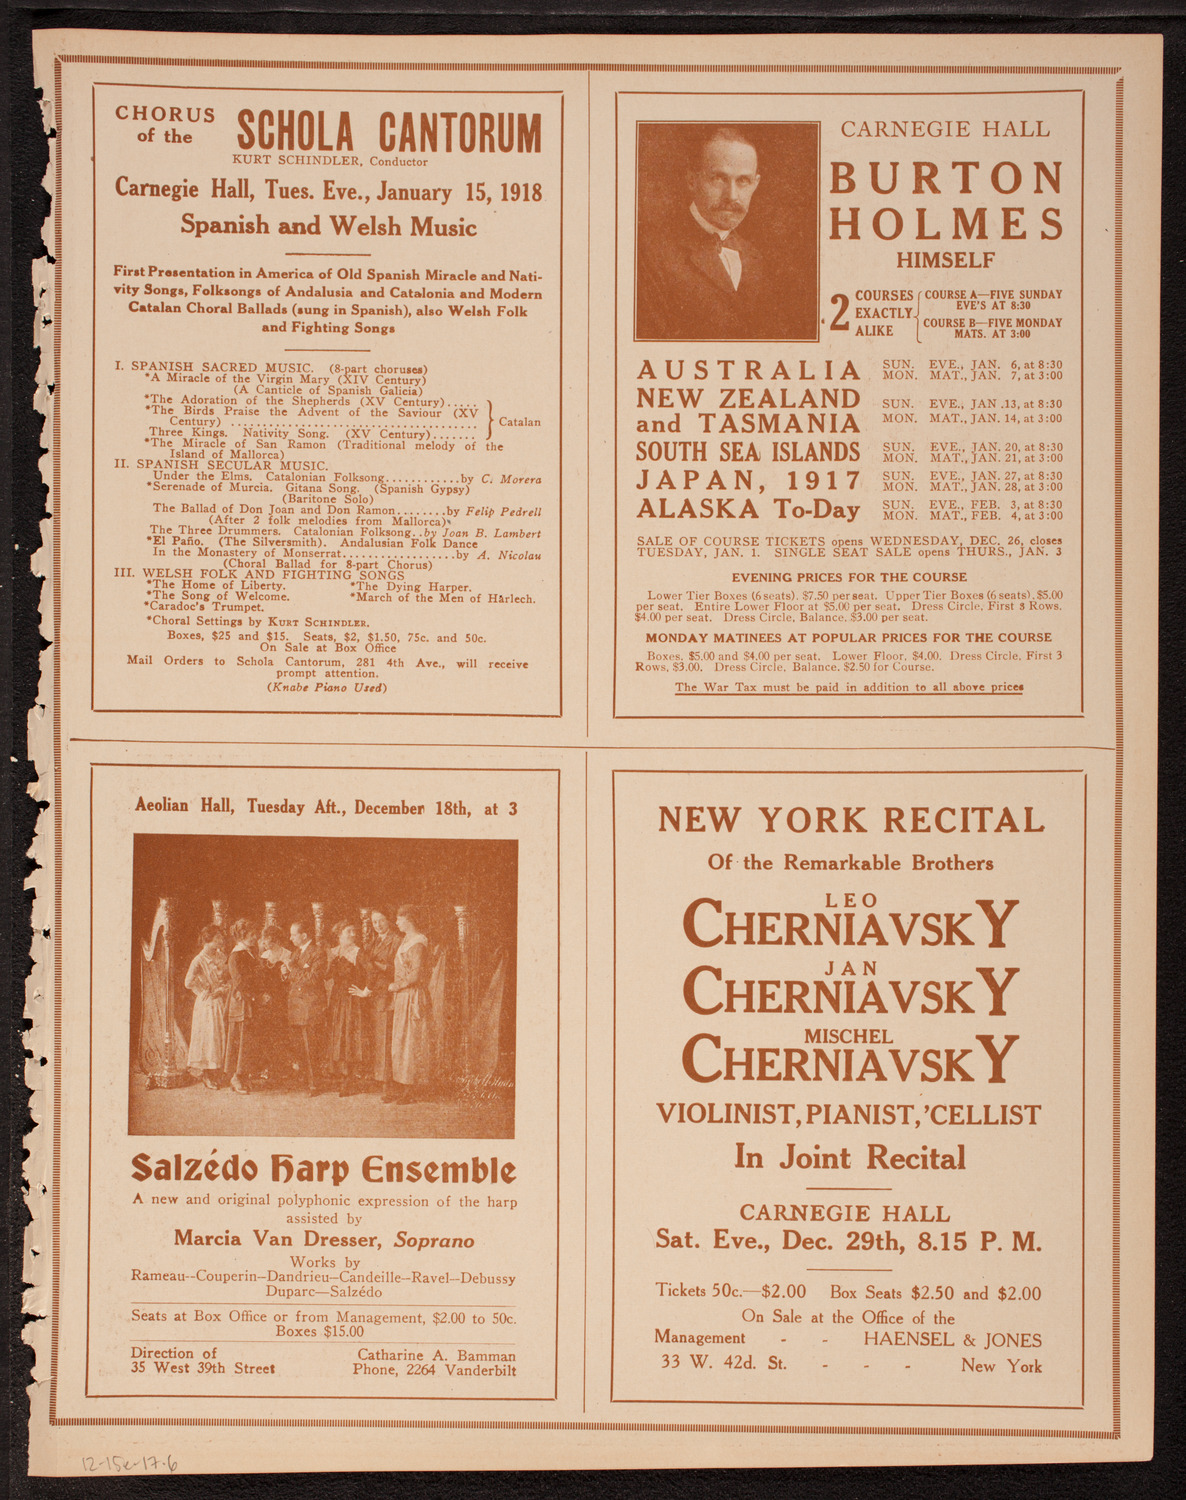 CHORUS
of the
SCHOLA CANTORUM
KURT SCHINDLER, Conductor
Carnegie Hall, Tues. Eve., January 15, 1918
Spanish and Welsh Music
First Presentation in America of Old Spanish Miracle and Nati-
vity Songs, Folksongs of Andalusia and Catalonia and Modern
Catalan Choral Ballads (sung in Spanish), also Welsh Folk
and Fighting Songs
I. SPANISH SACRED MUSIC. (8-part choruses)
*A Miracle of the Virgin Mary (XIV Century)
(A Canticle of Spanish Galicia)
*The Adoration of the Shepherds (XV Century).....
*The Birds Praise the Advent of the Saviour (XV
Century) ...................................
Catalan
Three Kings. Nativity Song. (XV Century).......
*The Miracle of San Ramon (Traditional melody of the
Island of Mallorca)
II. SPANISH SECULAR MUSIC.
Under the Elms. Catalonian Folksong...........by C. Morera
*Serenade of Murcia. Gitana Song. (Spanish Gypsy)
(Baritone Solo)
The Ballad of Don Joan and Don Ramon........by Felip Pedrell
(After 2 folk melodies from Mallorca)
The Three Drummers. Catalonian Folksong..by Joan B. Lambert
*El Paño. (The Silversmith). Andalusian Folk Dance
In the Monastery of Monserrat.................by A. Nicolau
(Choral Ballad for 8-part Chorus)
III. WELSH FOLK AND FIGHTING SONGS
*The Home of Liberty. *The Dying Harper.
*The Song of Welcome. *March of the Men of Harlech.
*Caradoc's Trumpet.
*Choral Settings by KURT SCHINDLER.
Boxes, $25 and $15. Seats, $2, $1.50, 75c. and 50c.
On Sale at Box Office
Mail Orders to Schola Cantorum, 281 4th Ave., will receive
prompt attention.
(Knabe Piano Used)
CARNEGIE HALL
BURTON
HOLMES
HIMSELF
2 COURSES EXACTLY ALIKE
COURSE A—FIVE SUNDAY
EVE'S AT 8:30
COURSE B—FIVE MONDAY
MATS. AT 3:00
AUSTRALIA SUN. EVE., JAN. 6, at 8:30
MON. MAT., JAN. 7, at 3:00
NEW ZEALAND SUN. EVE., JAN. 13, at 8:30
and TASMANIA MON. MAT., JAN. 14, at 3:00
SOUTH SEA ISLANDS SUN. EVE., JAN. 20, at 8:30
MON. MAT., JAN. 21, at 3:00
JAPAN, 1917 SUN. EVE., JAN. 27, at 8:30
MON. MAT., JAN. 28, at 3:00
ALASKA To-Day SUN. EVE., FEB. 3, at 8:30
MON. MAT., FEB. 4, at 3:00
SALE OF COURSE TICKETS opens WEDNESDAY, DEC. 26, closes
TUESDAY, JAN. 1. SINGLE SEAT SALE opens THURS., JAN. 3
EVENING PRICES FOR THE COURSE
Lower Tier Boxes (6 seats). $7.50 per seat. Upper Tier Boxes (6 seats). $5.00
per seat. Entire Lower Floor at $5.00 per seat. Dress Circle, First 3 Rows,
$4.00 per seat. Dress Circle, Balance. $3.00 per seat.
MONDAY MATINEES AT POPULAR PRICES FOR THE COURSE
Boxes. $5.00 and $4.00 per seat. Lower Floor, $4.00. Dress Circle, First 3
Rows, $3.00. Dress Circle, Balance. $2.50 for Course.
The War Tax must be paid in addition to all above prices
Aeolian Hall, Tuesday Aft., December 18th, at 3
Salzédo Harp Ensemble
A new and original polyphonic expression of the harp
assisted by
Marcia Van Dresser, Soprano
Works by
Rameau--Couperin—Dandrieu—Candeille—Ravel—Debussy
Duparc—Salzédo
Seats at Box Office or from Management, $2.00 to 50c.
Boxes $15.00
Direction of Catharine A. Bamman
35 West 39th Street Phone, 2264 Vanderbilt
NEW YORK RECITAL
Of the Remarkable Brothers
LEO
CHERNIAVSKY
JAN
CHERNIAVSKY
MISCHEL
CHERNIAVSKY
VIOLINIST, PIANIST, 'CELLIST
In Joint Recital
CARNEGIE HALL
Sat. Eve., Dec. 29th, 8.15 P. M.
Tickets 50c.—$2.00 Box Seats $2.50 and $2.00
On Sale at the Office of the
Management - - HAENSEL & JONES
33 W. 42d. St. - - - New York
12-15e-17-6